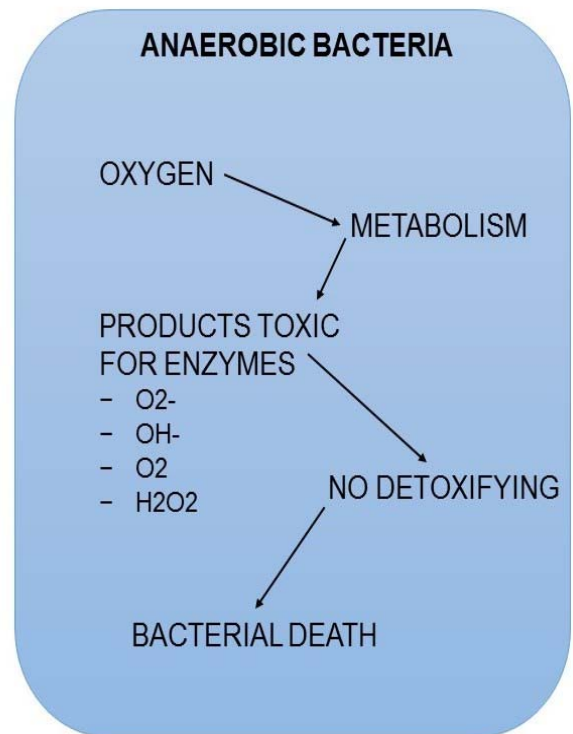 ANAEROBIC BACTERIA
OXYGEN
METABOLISM
PRODUCTS TOXIC
FOR ENZYMES
– O2-
– OH-
– O2
– H2O2
NO DETOXIFYING
BACTERIAL DEATH